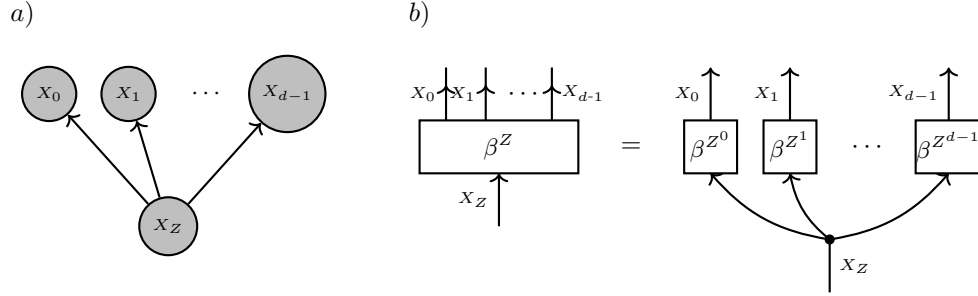 a)
b)
X_0 X_1 ⋯ X_{d−1}
X_Z
X_0 X_1 ⋯ X_{d-1}
β^Z
X_Z
=
X_0 X_1 X_{d−1}
β^{Z^0} β^{Z^1} ⋯ β^{Z^{d−1}}
X_Z